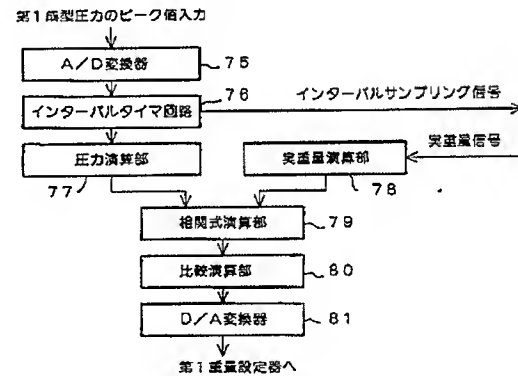 第1成型圧力のピーク値入力
A/D変換器
75
インターバルタイマ回路
76
インターバルサンプリング信号
圧力演算部
77
実重量演算部
78
実重量信号
相関式演算部
79
比較演算部
80
D/A変換器
81
第1重量設定器へ